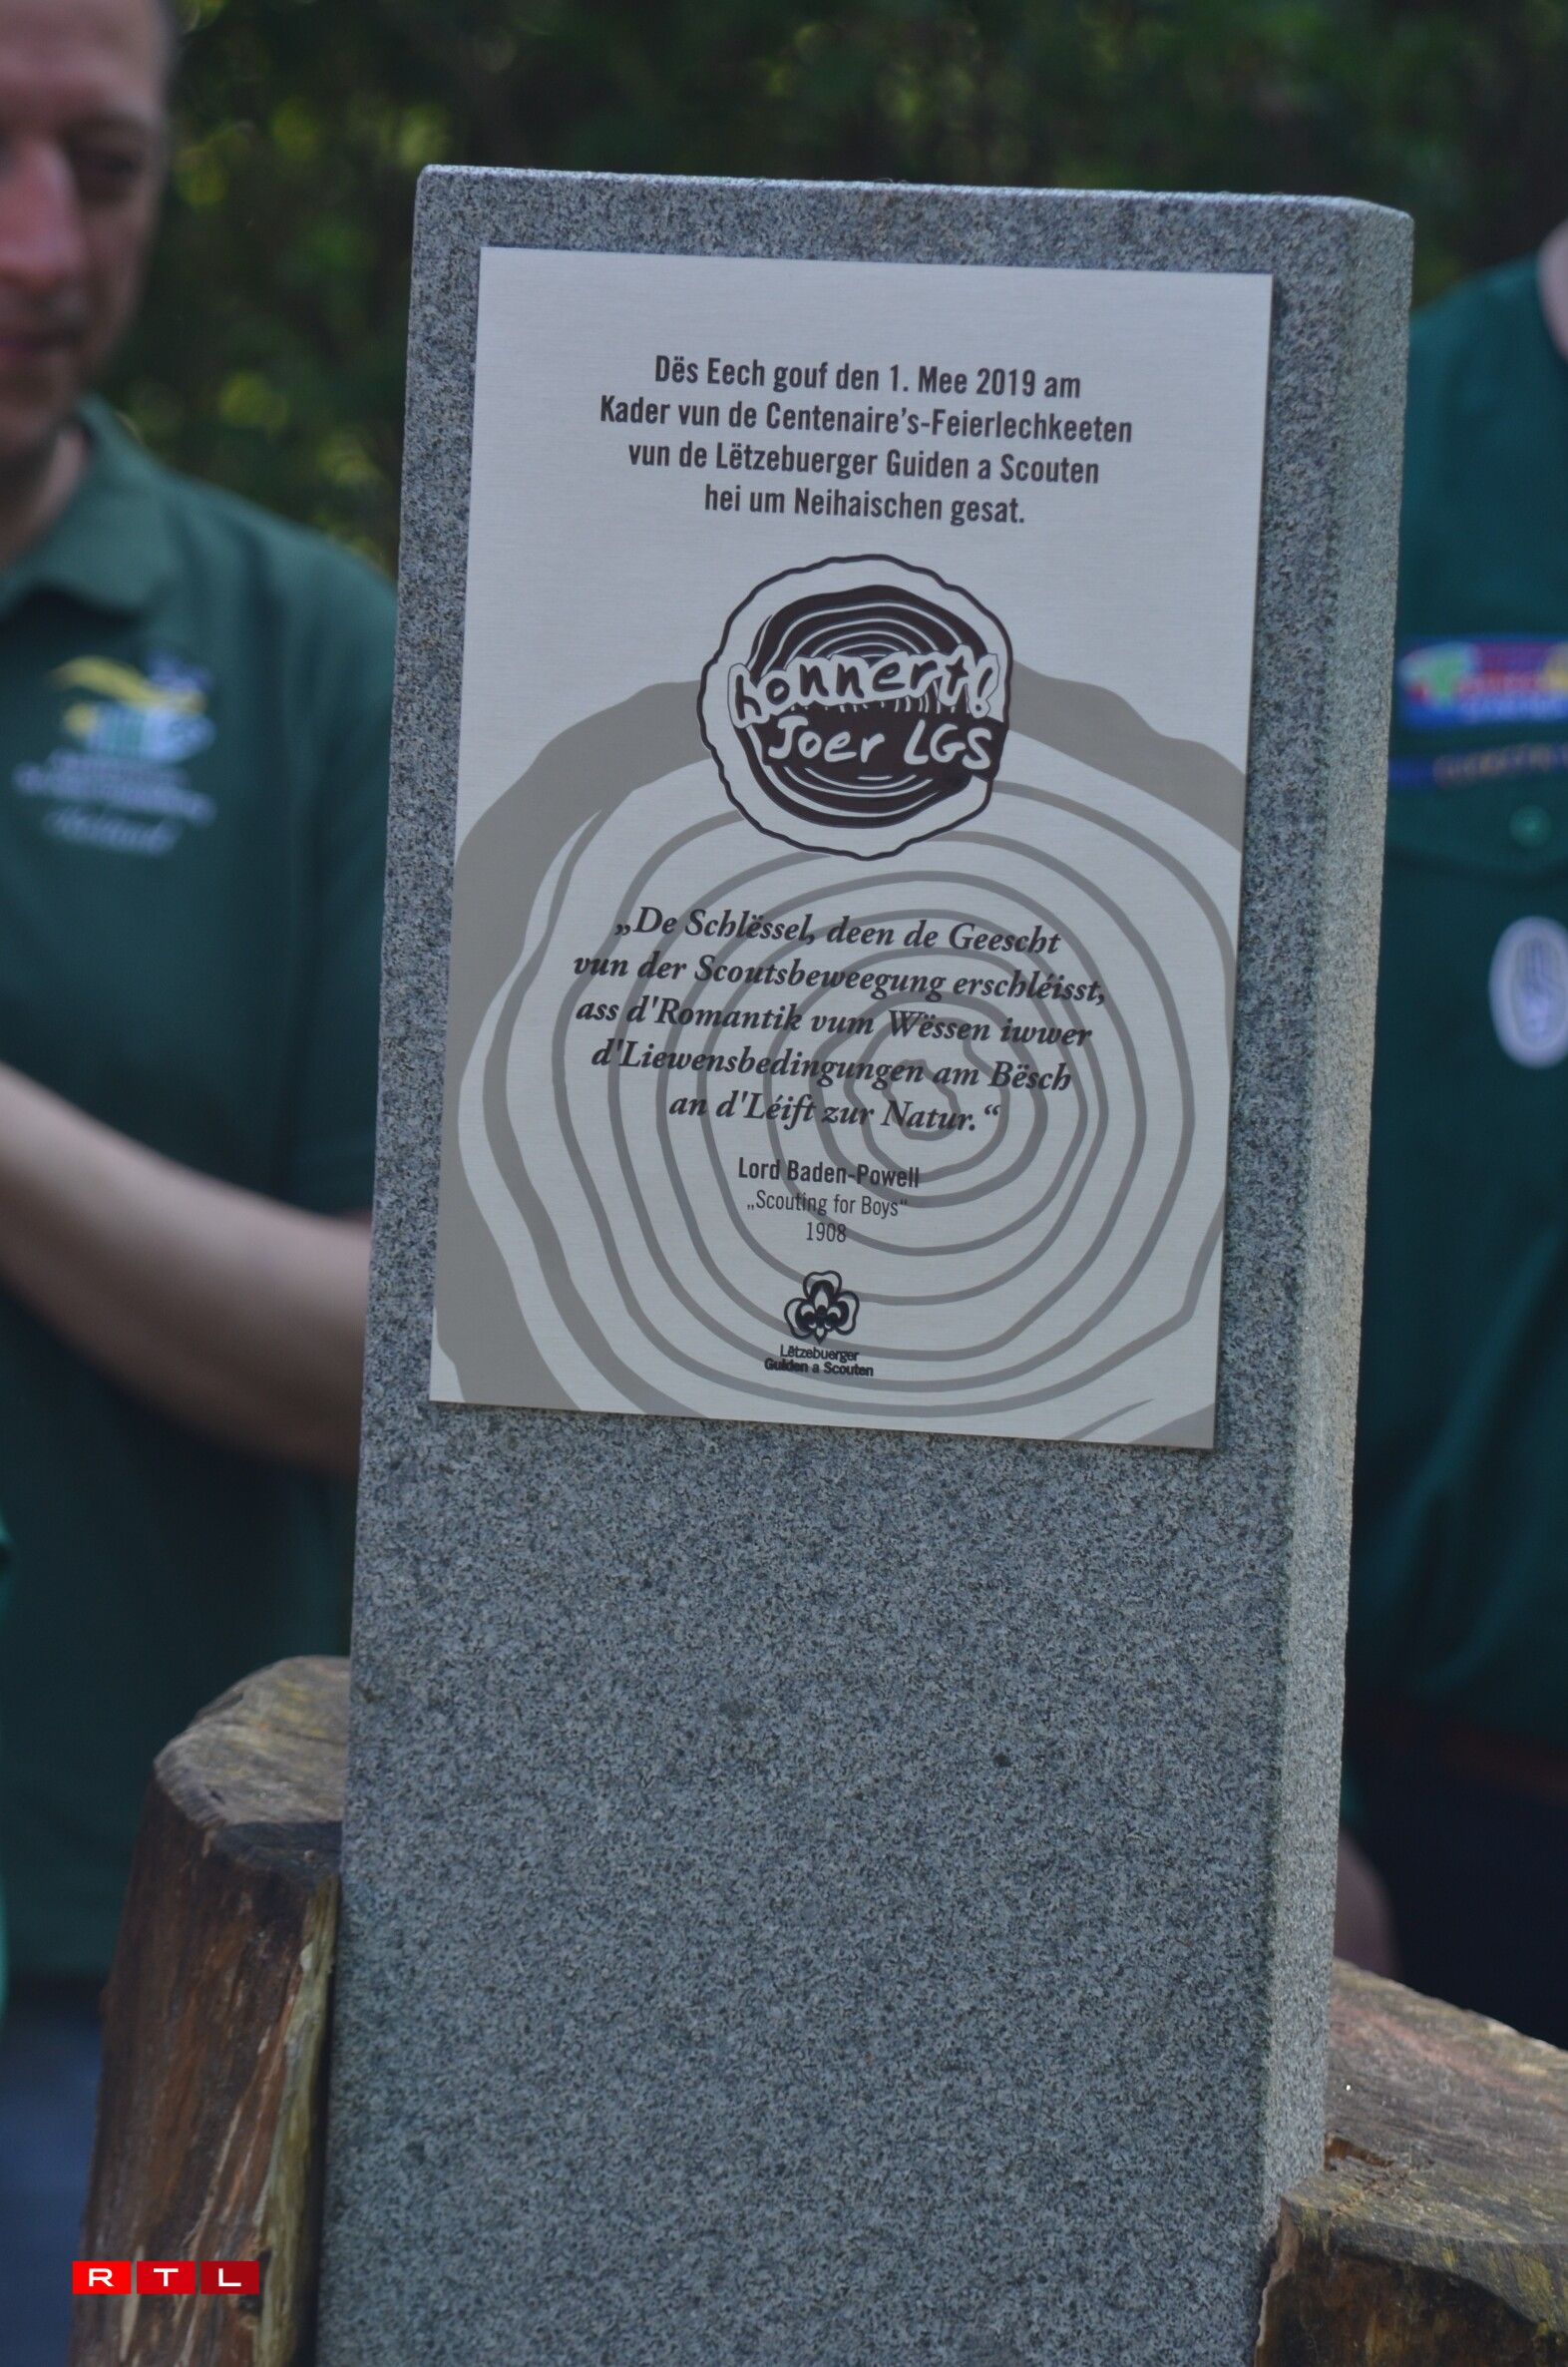 Dës Eech gouf den 1. Mee 2019 am
Kader vun de Centenaire's-Feierlechkeeten
vun de Lëtzebuerger Guiden a Scouten
hei um Neihaischen gesat.
honnert
Joer LGS
„De Schlëssel, deen de Geescht
vun der Scoutsbeweegung erschléisst,
ass d'Romantik vum Wëssen iwwer
d'Liewensbedingungen am Bësch
an d'Léift zur Natur.“
Lord Baden-Powell
„Scouting for Boys“
1908
Lëtzebuerger
Guiden a Scouten
RTL